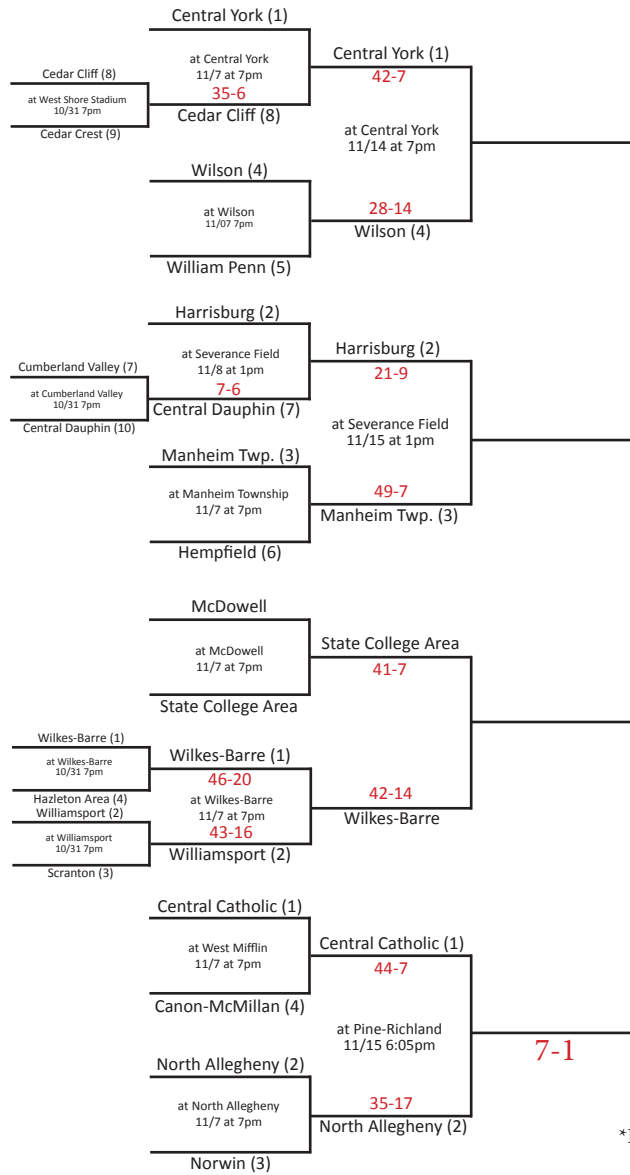 Central York (1)
at Central York
11/7 at 7pm
35-6
Cedar Cliff (8)
Cedar Cliff (8)
at West Shore Stadium
10/31 7pm
Cedar Crest (9)
Central York (1)
42-7
at Central York
11/14 at 7pm
28-14
Wilson (4)
Wilson (4)
at Wilson
11/07 7pm
William Penn (5)
Harrisburg (2)
at Severance Field
11/8 at 1pm
7-6
Central Dauphin (7)
Cumberland Valley (7)
at Cumberland Valley
10/31 7pm
Central Dauphin (10)
Harrisburg (2)
21-9
at Severance Field
11/15 at 1pm
49-7
Manheim Twp. (3)
Manheim Twp. (3)
at Manheim Township
11/7 at 7pm
Hempfield (6)
McDowell
at McDowell
11/7 at 7pm
State College Area
State College Area
41-7
42-14
Wilkes-Barre
Wilkes-Barre (1)
at Wilkes-Barre
10/31 7pm
Hazleton Area (4)
Williamsport (2)
at Williamsport
10/31 7pm
Scranton (3)
Wilkes-Barre (1)
46-20
at Wilkes-Barre
11/7 at 7pm
43-16
Williamsport (2)
Central Catholic (1)
at West Mifflin
11/7 at 7pm
Canon-McMillan (4)
Central Catholic (1)
44-7
at Pine-Richland
11/15 6:05pm
35-17
North Allegheny (2)
7-1
North Allegheny (2)
at North Allegheny
11/7 at 7pm
Norwin (3)